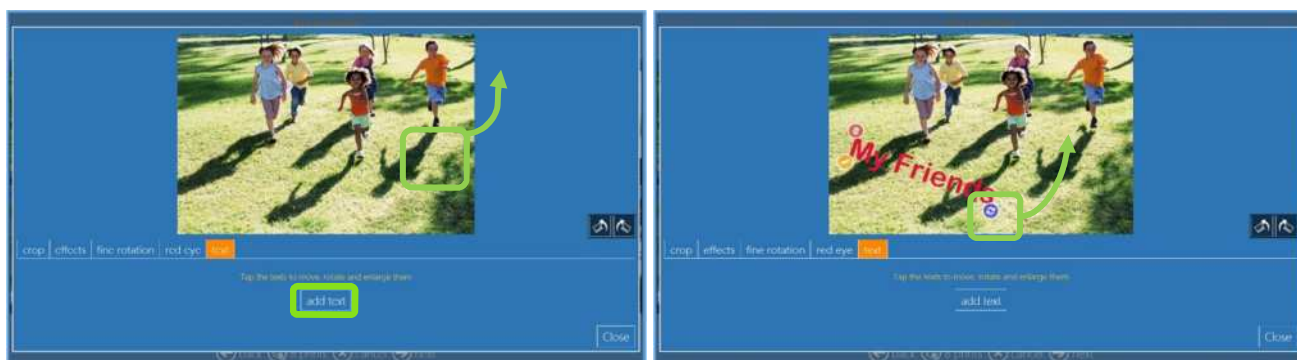 crop effects fine rotation red eye text
Tap the texts to move, rotate and enlarge them
add text
Close
My Friends
crop effects fine rotation red eye text
Tap the texts to move, rotate and enlarge them
add text
Close